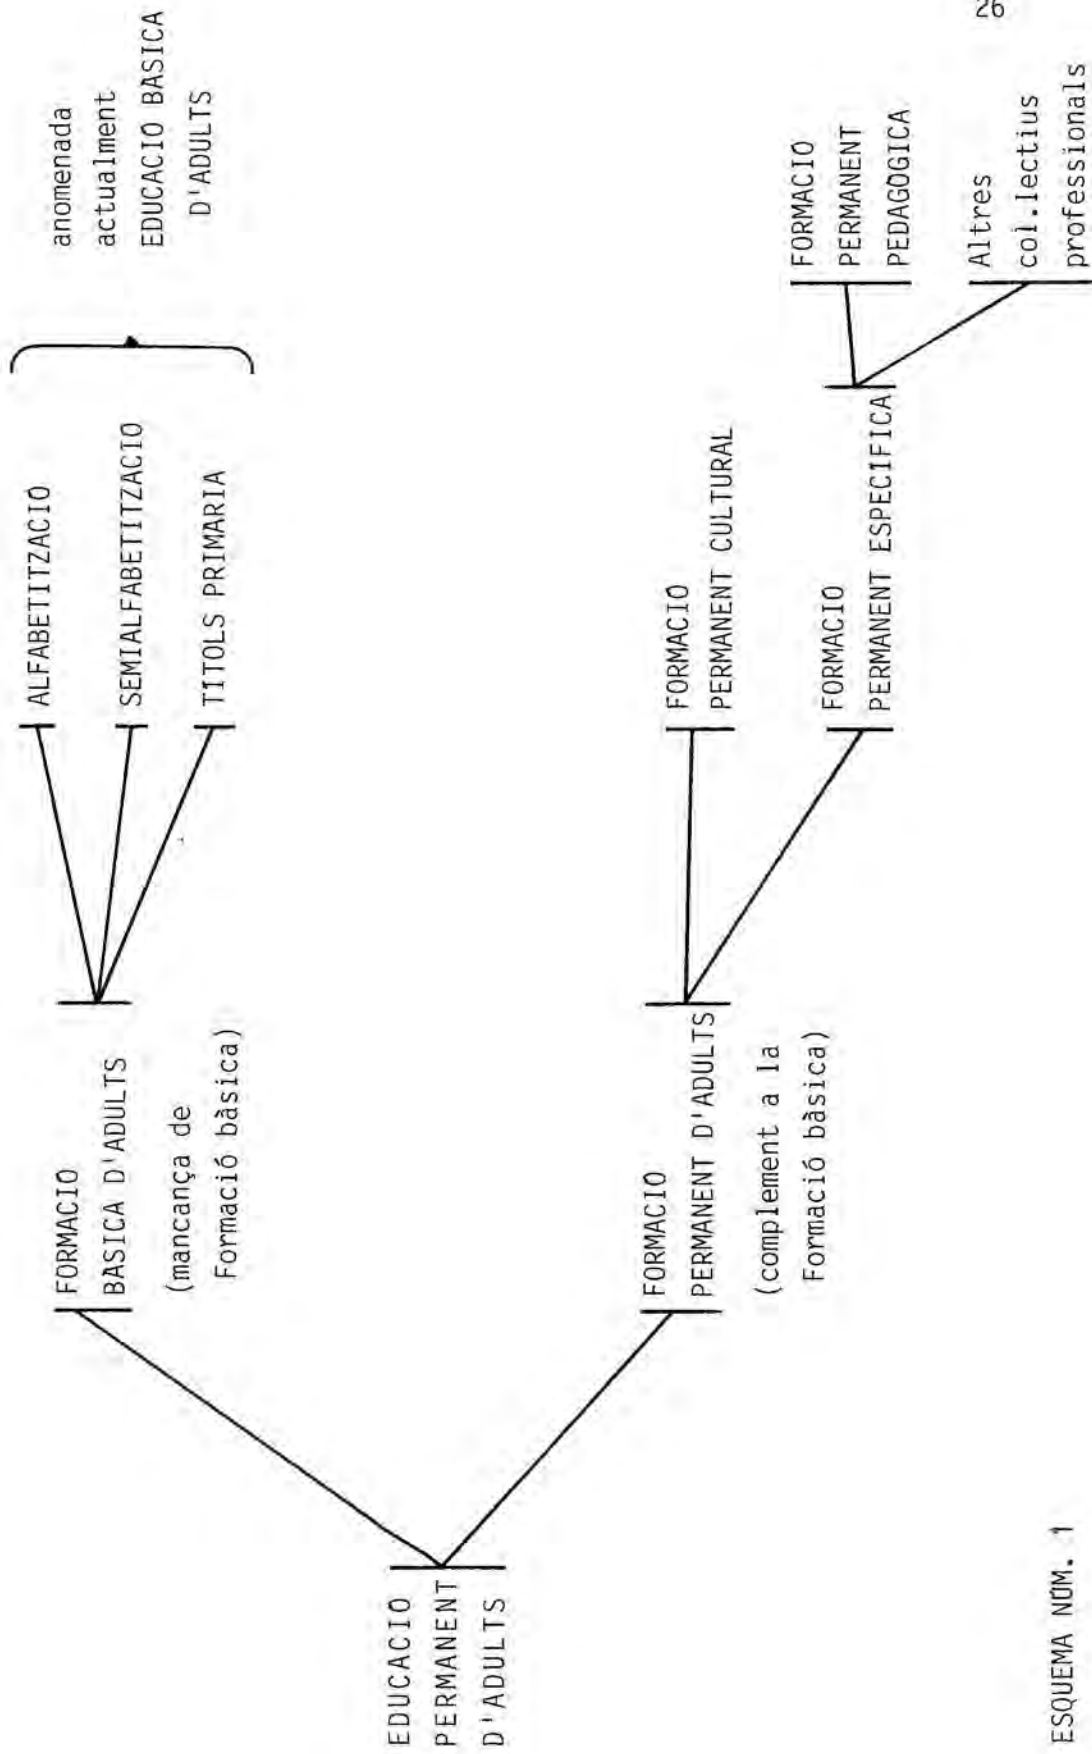 26
EDUCACIO
PERMANENT
D'ADULTS
FORMACIO
BASICA D'ADULTS
(mancança de
Formació bàsica)
ALFABETITZACIO
SEMIALFABETITZACIO
TITOLS PRIMARIA
anomenada
actualment
EDUCACIO BASICA
D'ADULTS
FORMACIO
PERMANENT D'ADULTS
(complement a la
Formació bàsica)
FORMACIO
PERMANENT CULTURAL
FORMACIO
PERMANENT ESPECIFICA
FORMACIO
PERMANENT
PEDAGOGICA
Altres
col.lectius
professionals
ESQUEMA NÚM. 1